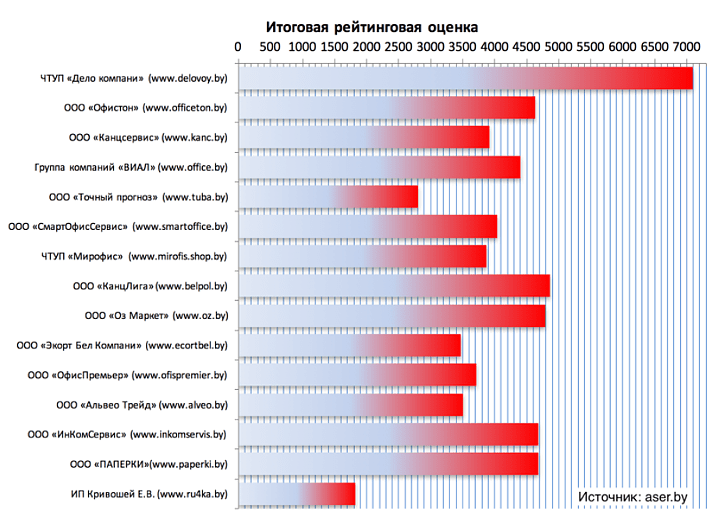 Итоговая рейтинговая оценка
0 500 1000 1500 2000 2500 3000 3500 4000 4500 5000 5500 6000 6500 7000
ЧТУП «Дело компани» (www.delovoy.by)
ООО «Офистон» (www.officeton.by)
ООО «Канцсервис» (www.kanc.by)
Группа компаний «ВИАЛ» (www.office.by)
ООО «Точный прогноз» (www.tuba.by)
ООО «СмартОфисСервис» (www.smartoffice.by)
ЧТУП «Мирофис» (www.mirofis.shop.by)
ООО «КанцЛига» (www.belpol.by)
ООО «Оз Маркет» (www.oz.by)
ООО «Экорт Бел Компани» (www.ecortbel.by)
ООО «ОфисПремьер» (www.ofispremier.by)
ООО «Альвео Трейд» (www.alveo.by)
ООО «ИнКомСервис» (www.inkomservis.by)
ООО «ПАПЕРКИ»(www.paperki.by)
ИП Кривошей Е.В. (www.ru4ka.by)
Источник: aser.by